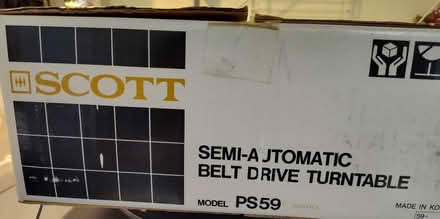 SCOTT
SEMI-AUTOMATIC
BELT DRIVE TURNTABLE
MODEL PS59
MADE IN KO